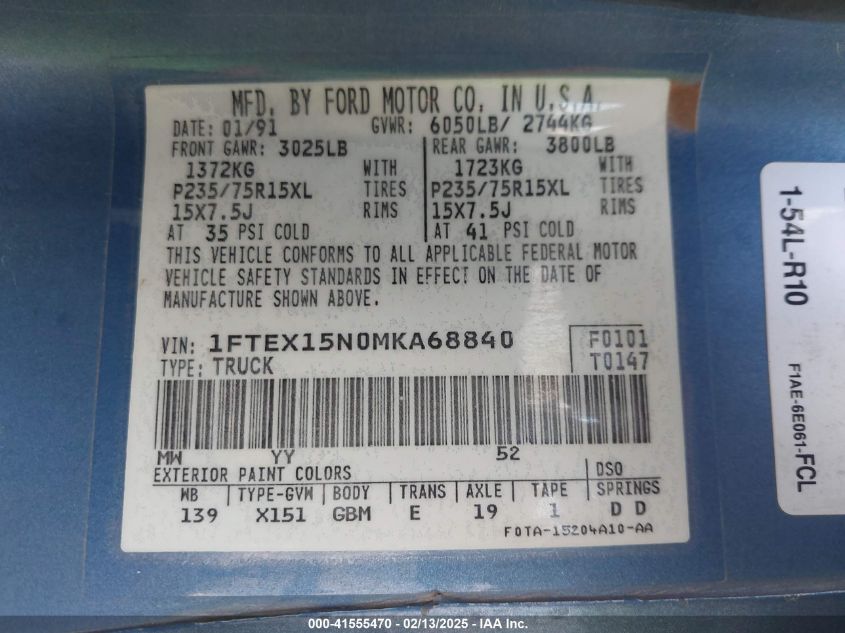 MFD. BY FORD MOTOR CO. IN U.S.A.
DATE: 01/91 GVWR: 6050LB/ 2744KG
FRONT GAWR: 3025LB REAR GAWR: 3800LB
1372KG WITH 1723KG WITH
P235/75R15XL TIRES P235/75R15XL TIRES
15X7.5J RIMS 15X7.5J RIMS
AT 35 PSI COLD AT 41 PSI COLD
THIS VEHICLE CONFORMS TO ALL APPLICABLE FEDERAL MOTOR
VEHICLE SAFETY STANDARDS IN EFFECT ON THE DATE OF
MANUFACTURE SHOWN ABOVE.
VIN: 1FTEX15N0MKA68840 F0101
TYPE: TRUCK T0147
MW YY 52
EXTERIOR PAINT COLORS DSO
WB TYPE-GVW BODY TRANS AXLE TAPE SPRINGS
139 X151 GBM E 19 1 D D
F0TA-15204A10-AA
1-54L-R10
F1AE-6E061-FCL
000-41555470 - 02/13/2025 - IAA Inc.